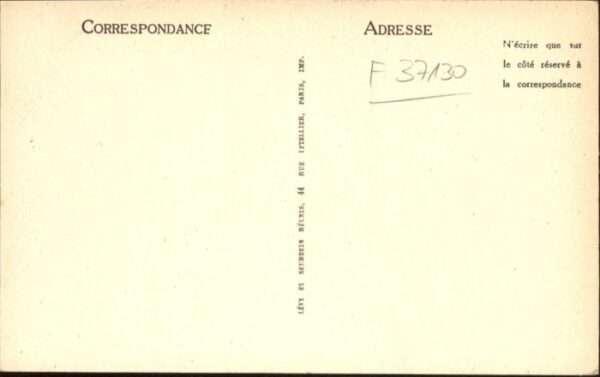 CORRESPONDANCE
ADRESSE
N'écrire que sur
le côté réservé à
la correspondance
F 37130
LÉVY ET NEURDEIN RÉUNIS, 44 RUE LETELLIER, PARIS, IMP.